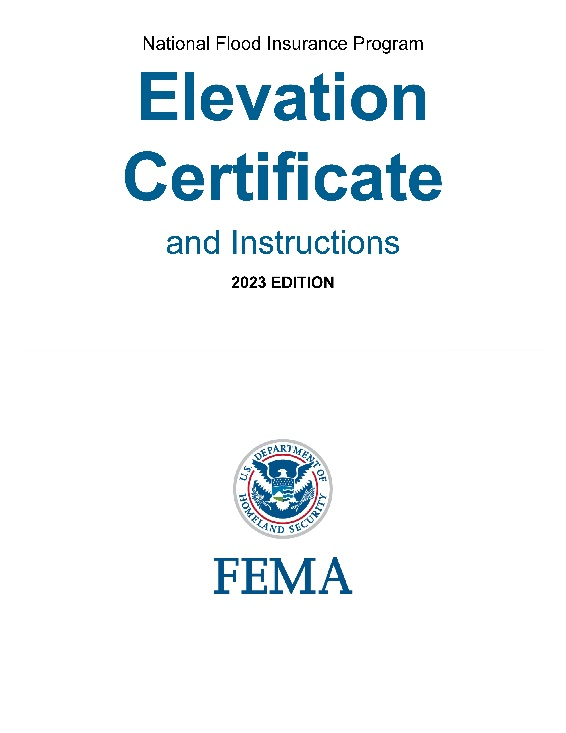 National Flood Insurance Program
Elevation
Certificate
and Instructions
2023 EDITION
U.S. DEPARTMENT OF
HOMELAND SECURITY
FEMA